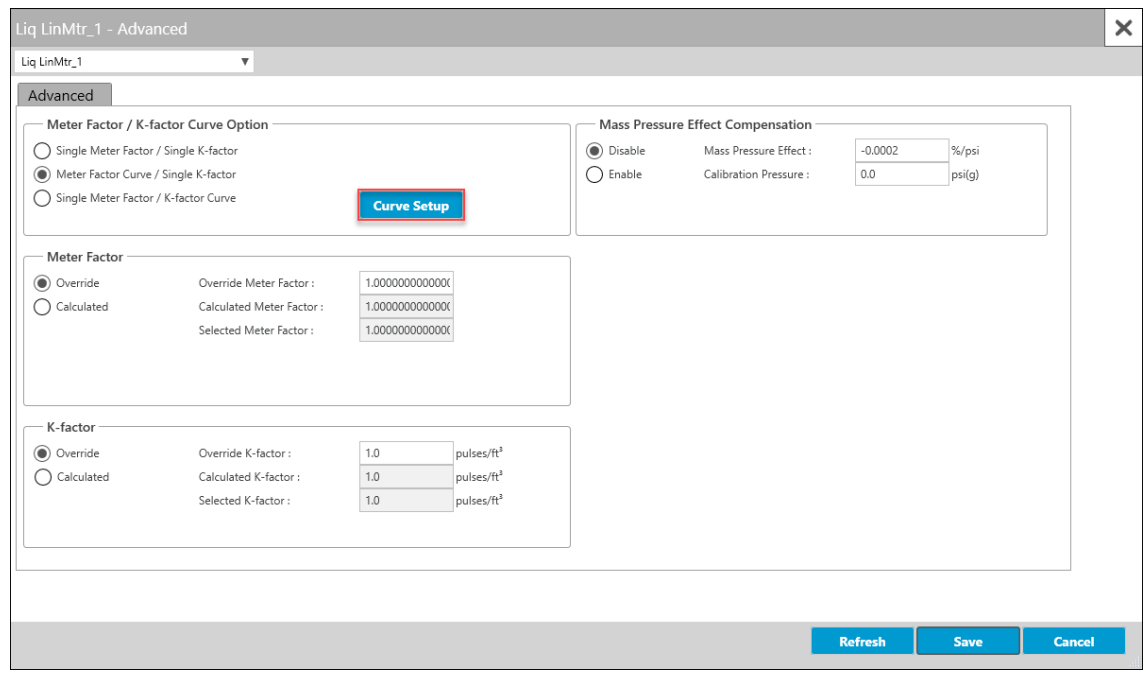 Liq LinMtr_1 - Advanced
Liq LinMtr_1
Advanced
Meter Factor / K-factor Curve Option
Single Meter Factor / Single K-factor
Meter Factor Curve / Single K-factor
Single Meter Factor / K-factor Curve
Curve Setup
Mass Pressure Effect Compensation
Disable Mass Pressure Effect : -0.0002 %/psi
Enable Calibration Pressure : 0.0 psi(g)
Meter Factor
Override Override Meter Factor : 1.000000000000(
Calculated Calculated Meter Factor : 1.000000000000(
Selected Meter Factor : 1.000000000000(
K-factor
Override Override K-factor : 1.0 pulses/ft³
Calculated Calculated K-factor : 1.0 pulses/ft³
Selected K-factor : 1.0 pulses/ft³
Refresh Save Cancel